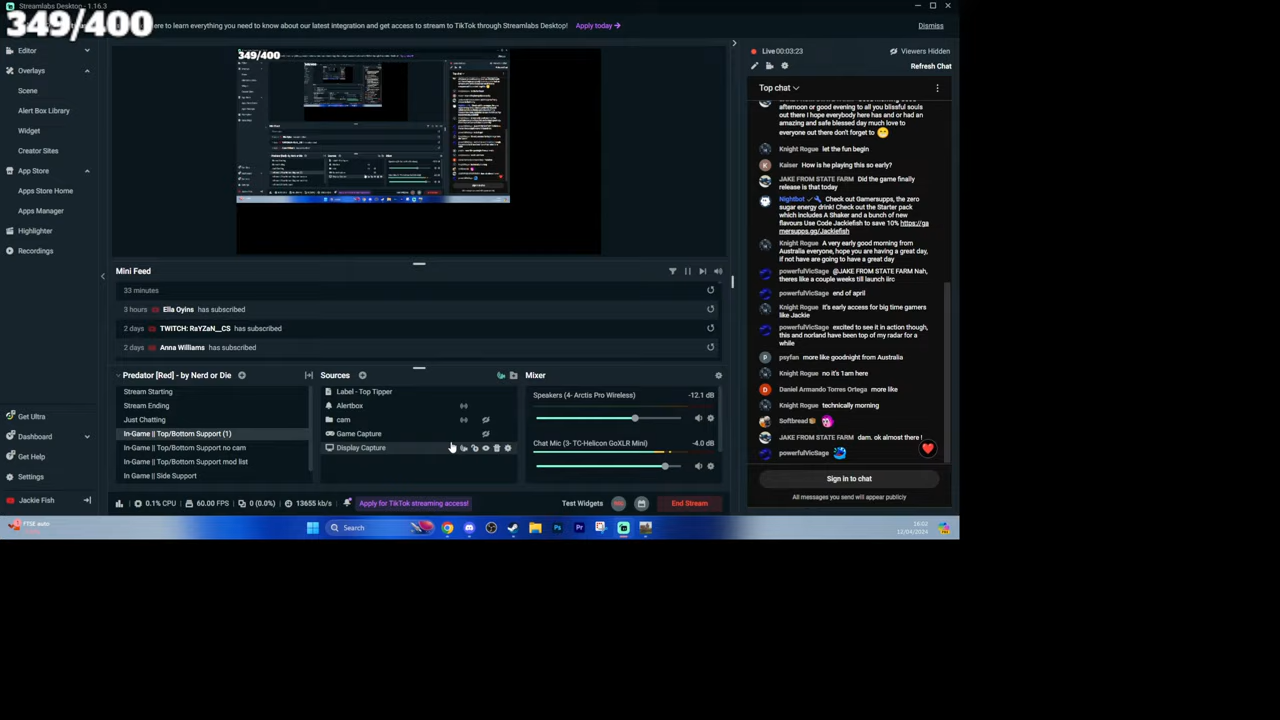 Streamlabs Desktop - 1.16.3
349/400
here to learn everything you need to know about our latest integration and get access to stream to TikTok through Streamlabs Desktop! Apply today
Dismiss
Editor
Overlays
Scene
Alert Box Library
Widget
Creator Sites
App Store
Apps Store Home
Apps Manager
Highlighter
Recordings
Get Ultra
Dashboard
Get Help
Settings
Jackie Fish
349/400
Mini Feed
33 minutes
3 hours Ella Oyins has subscribed
2 days TWITCH: RaYZaN__CS has subscribed
2 days Anna Williams has subscribed
Predator [Red] - by Nerd or Die
Stream Starting
Stream Ending
Just Chatting
In-Game || Top/Bottom Support (1)
In-Game || Top/Bottom Support no cam
In-Game || Top/Bottom Support mod list
In Game || Side Support
Sources
Label - Top Tipper
Alertbox
cam
Game Capture
Display Capture
Mixer
Speakers (4- Arctis Pro Wireless) -12.1 dB
Chat Mic (3- TC-Helicon GoXLR Mini) -4.0 dB
0.1% CPU 60.00 FPS 0 (0.0%) 13655 kb/s Apply for TikTok streaming access! Test Widgets REC End Stream
Live 00:03:23 Viewers Hidden
Refresh Chat
Top chat
afternoon or good evening to all you blissful souls
out there I hope everybody here has and or had an
amazing and safe blessed day much love to
everyone out there don't forget to
Knight Rogue let the fun begin
Kaiser How is he playing this so early?
JAKE FROM STATE FARM Did the game finally
release is that today
Nightbot Check out Gamersupps, the zero
sugar energy drink! Check out the Starter pack
which includes A Shaker and a bunch of new
flavours Use Code Jackiefish to save 10% https://ga
mersupps.gg/Jackiefish
Knight Rogue A very early good morning from
Australia everyone, hope you are having a great day,
if not have are going to have a great day
powerfulVicSage @JAKE FROM STATE FARM Nah,
theres like a couple weeks till launch iirc
powerfulVicSage end of april
Knight Rogue It's early access for big time gamers
like Jackie
powerfulVicSage excited to see it in action though,
this and norland have been top of my radar for a
while
psyfan more like goodnight from Australia
Knight Rogue no it's 1am here
Daniel Armando Torres Ortega more like
Knight Rogue technically morning
Softbread
JAKE FROM STATE FARM dam. ok almost there !
powerfulVicSage
Sign in to chat
All messages you send will appear publicly
FTSE auto
Search
16:02
12/04/2024